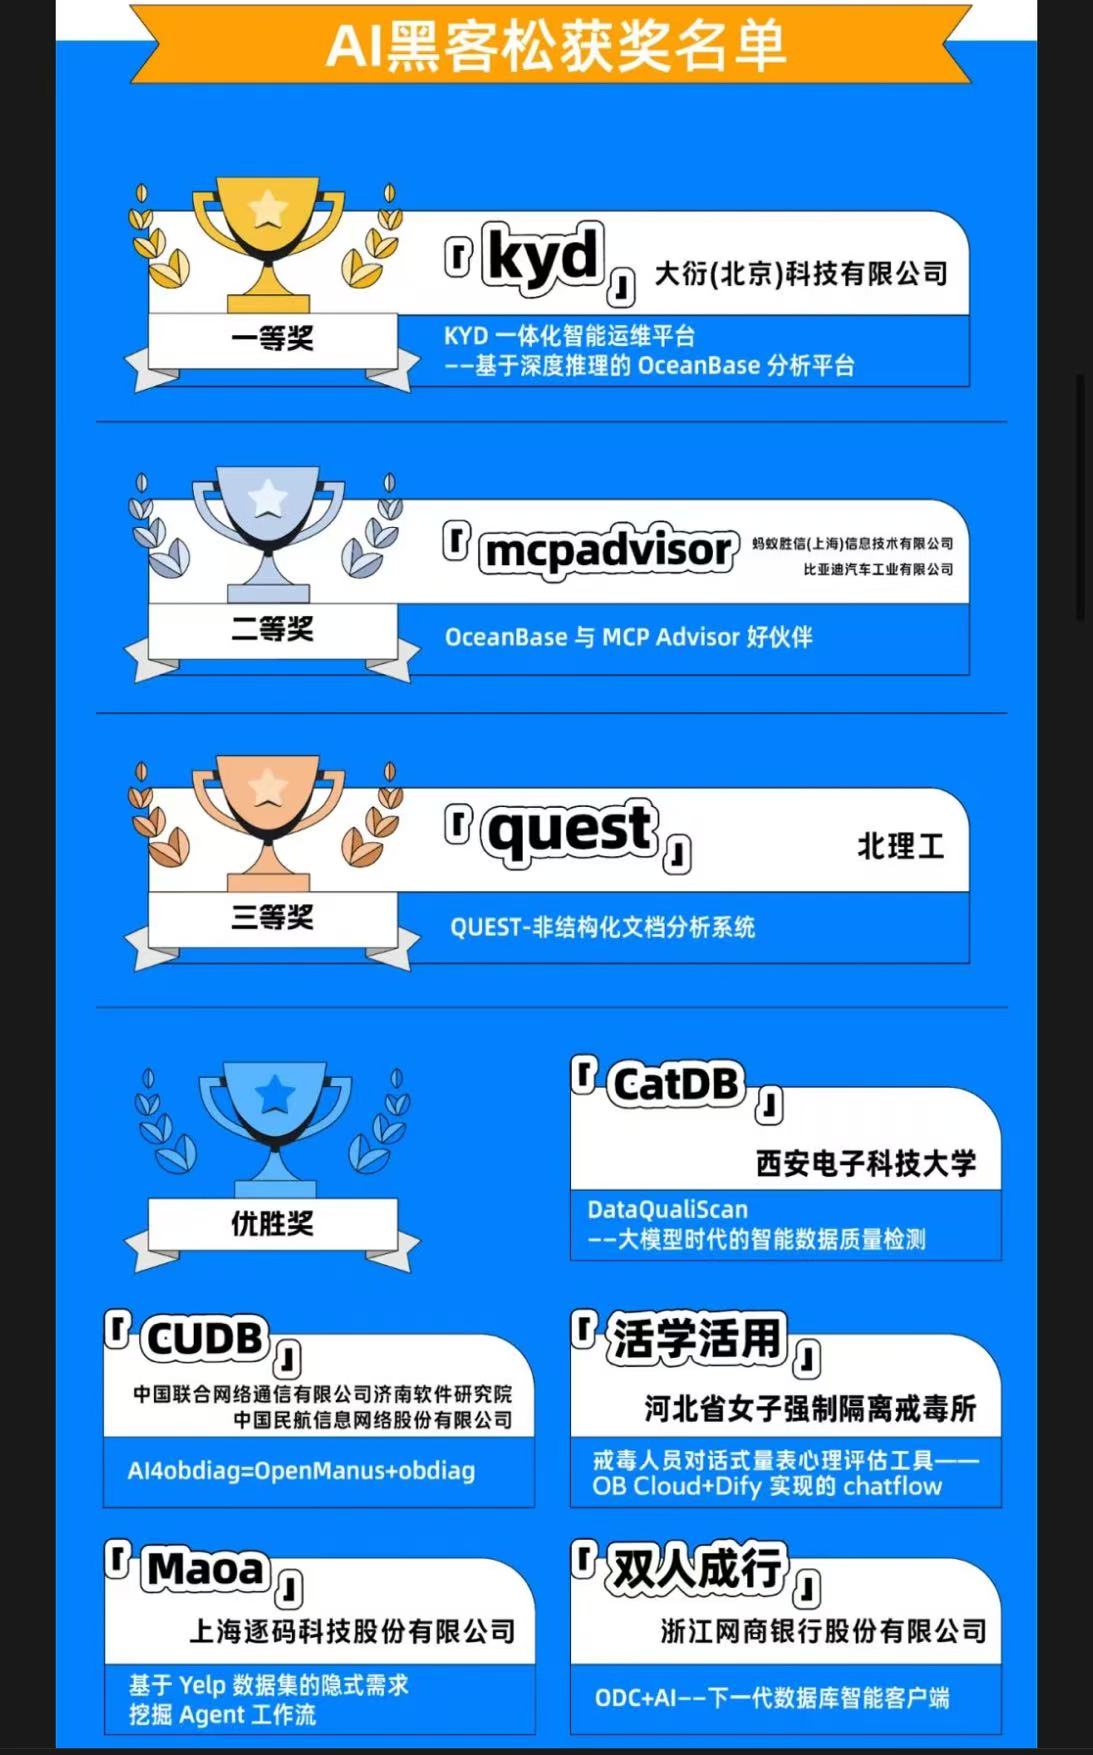 AI黑客松获奖名单
一等奖
「kyd」 大衍(北京)科技有限公司
KYD 一体化智能运维平台
——基于深度推理的 OceanBase 分析平台
二等奖
「mcpadvisor 蚂蚁胜信(上海)信息技术有限公司
比亚迪汽车工业有限公司
OceanBase 与 MCP Advisor 好伙伴
三等奖
「quest」 北理工
QUEST-非结构化文档分析系统
优胜奖
「CatDB」
西安电子科技大学
DataQualiScan
——大模型时代的智能数据质量检测
「CUDB」
中国联合网络通信有限公司济南软件研究院
中国民航信息网络股份有限公司
AI4obdiag=OpenManus+obdiag
「活学活用」
河北省女子强制隔离戒毒所
戒毒人员对话式量表心理评估工具——
OB Cloud+Dify 实现的 chatflow
「Maoa」
上海逐码科技股份有限公司
基于 Yelp 数据集的隐式需求
挖掘 Agent 工作流
「双人成行」
浙江网商银行股份有限公司
ODC+AI——下一代数据库智能客户端